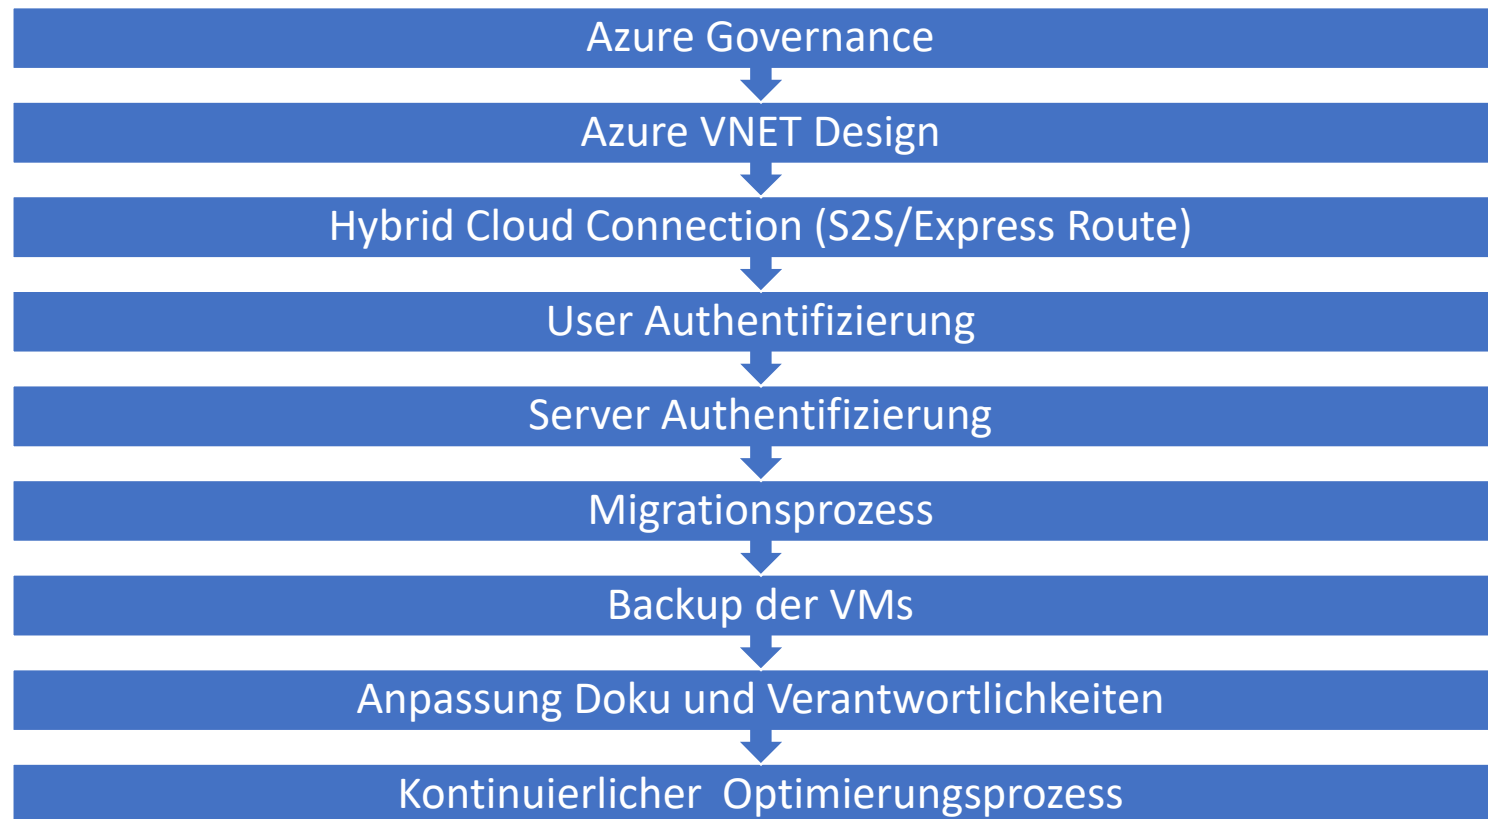 Azure Governance
Azure VNET Design
Hybrid Cloud Connection (S2S/Express Route)
User Authentifizierung
Server Authentifizierung
Migrationsprozess
Backup der VMs
Anpassung Doku und Verantwortlichkeiten
Kontinuierlicher  Optimierungsprozess